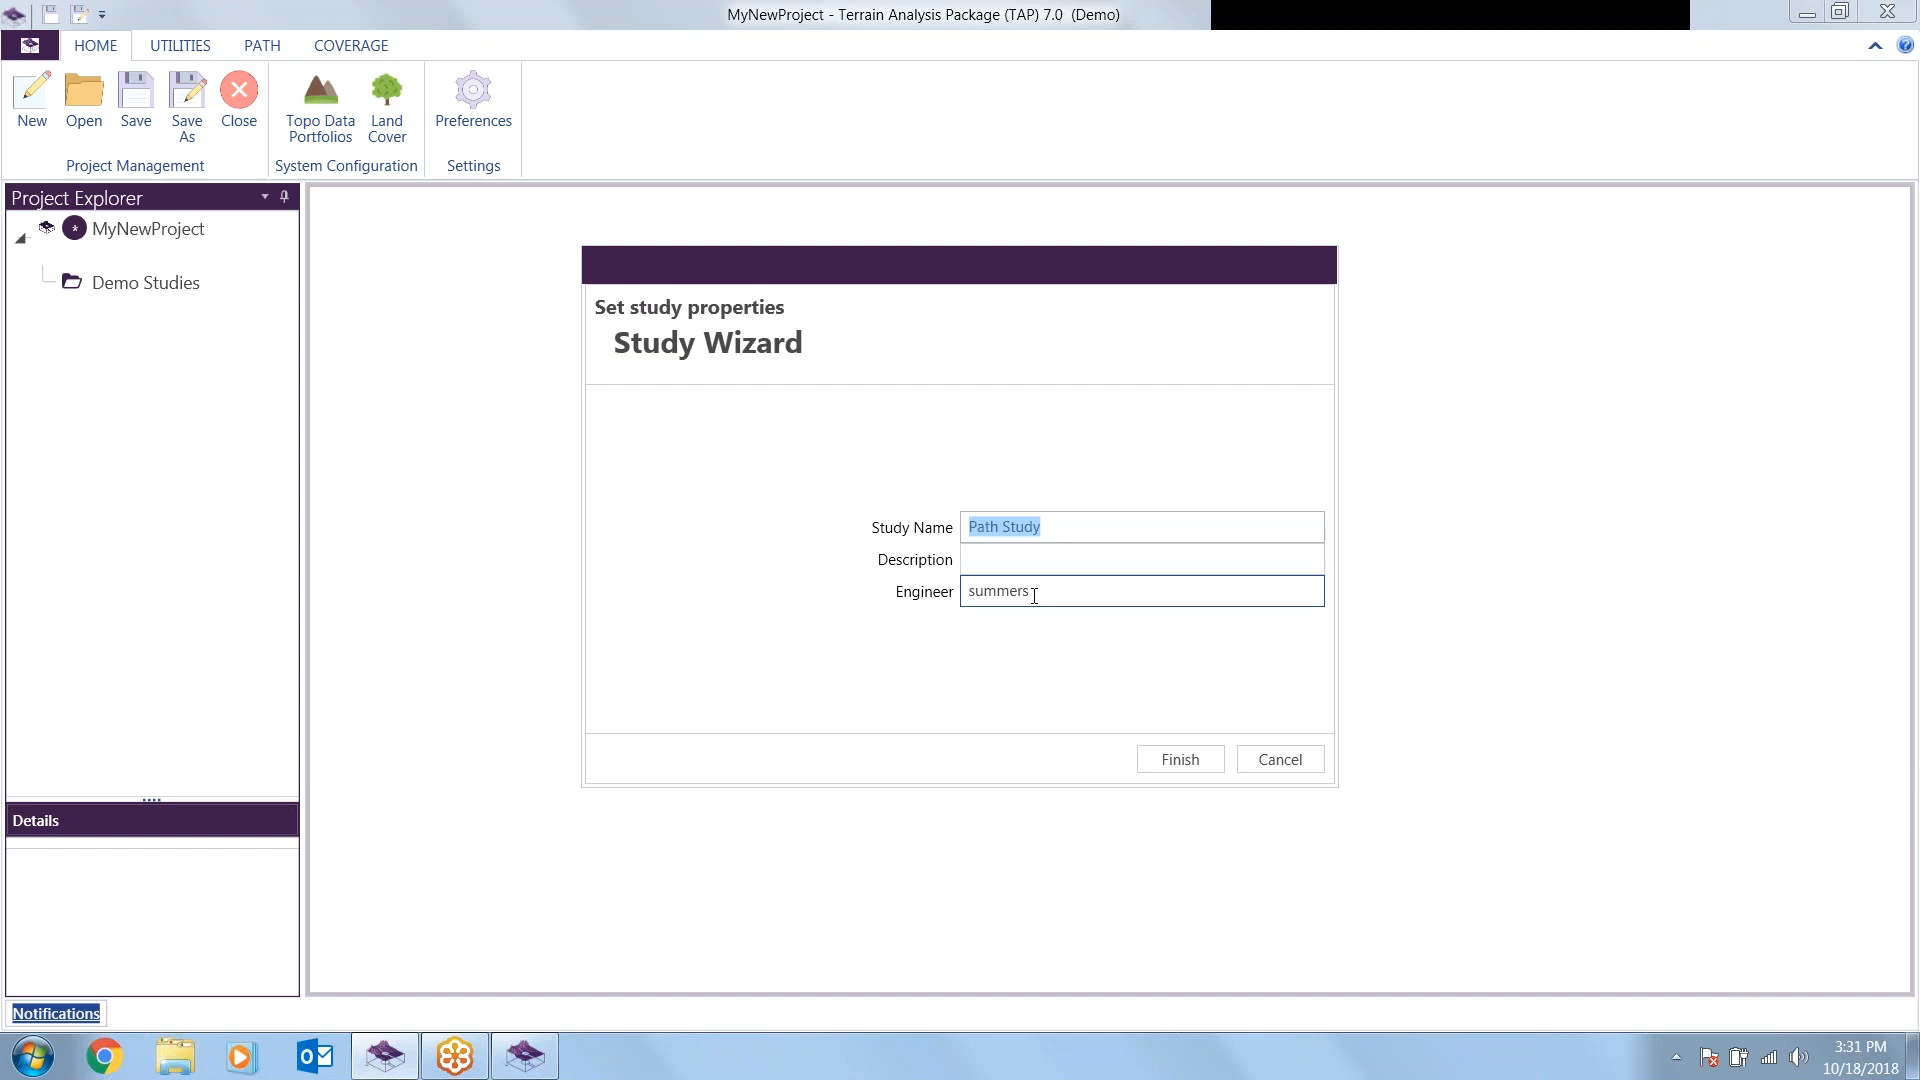 MyNewProject - Terrain Analysis Package (TAP) 7.0 (Demo)
HOME UTILITIES PATH COVERAGE
New
Open
Save
Save
As
Close
Topo Data
Portfolios
Land
Cover
Preferences
Project Management
System Configuration
Settings
Project Explorer
MyNewProject
Demo Studies
Set study properties
Study Wizard
Study Name Path Study
Description
Engineer summers
Finish Cancel
Details
Notifications
3:31 PM
10/18/2018